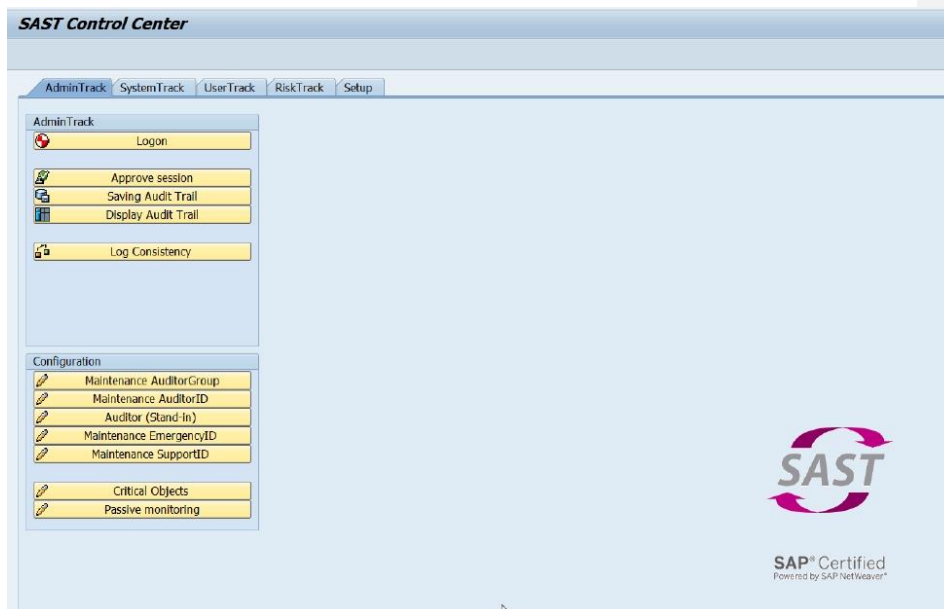 SAST Control Center
AdminTrack SystemTrack UserTrack RiskTrack Setup
AdminTrack
Logon
Approve session
Saving Audit Trail
Display Audit Trail
Log Consistency
Configuration
Maintenance AuditorGroup
Maintenance AuditorID
Auditor (Stand-in)
Maintenance EmergencyID
Maintenance SupportID
Critical Objects
Passive monitoring
SAST
SAP® Certified
Powered by SAP NetWeaver®